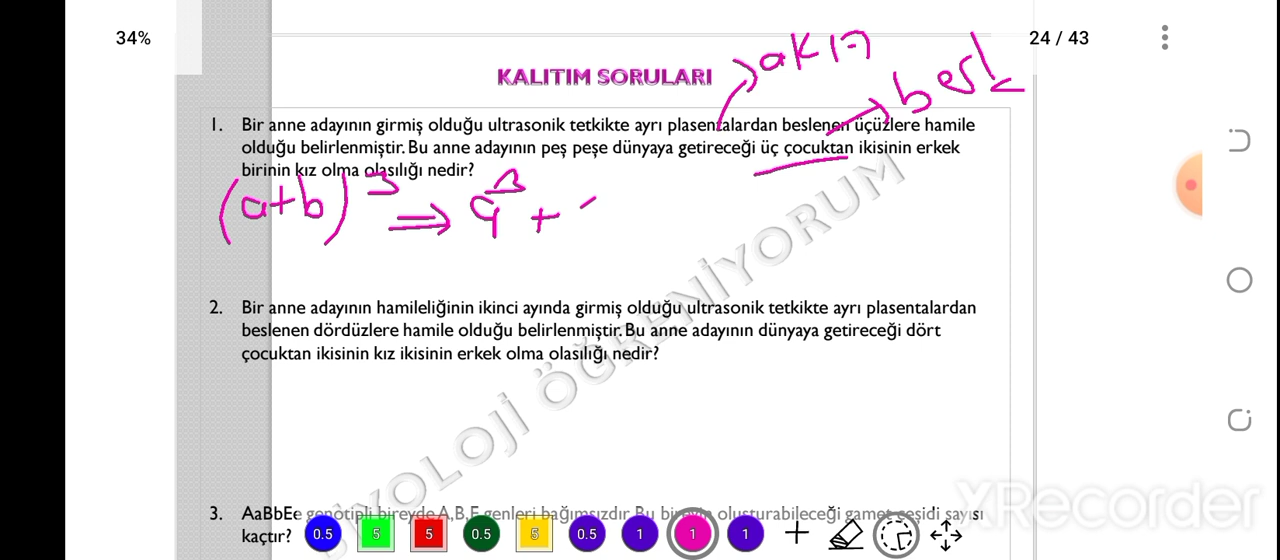 34%
24 / 43
KALITIM SORULARI
1. Bir anne adayının girmiş olduğu ultrasonik tetkikte ayrı plasentalardan beslenen üçüzlere hamile
olduğu belirlenmiştir. Bu anne adayının peş peşe dünyaya getireceği üç çocuktan ikisinin erkek
birinin kız olma olasılığı nedir?
(a+b)³ ⇒ a³ +
2. Bir anne adayının hamileliğinin ikinci ayında girmiş olduğu ultrasonik tetkikte ayrı plasentalardan
beslenen dördüzlere hamile olduğu belirlenmiştir. Bu anne adayının dünyaya getireceği dört
çocuktan ikisinin kız ikisinin erkek olma olasılığı nedir?
BİYOLOJİ ÖĞRENİYORUM
3. AaBbEe genotipli bireyde A,B,E genleri bağımsızdır. Bu bireyin oluşturabileceği gamet çeşidi sayısı
kaçtır?
0.5 5 5 0.5 5 0.5 1 1 1
XRecorder